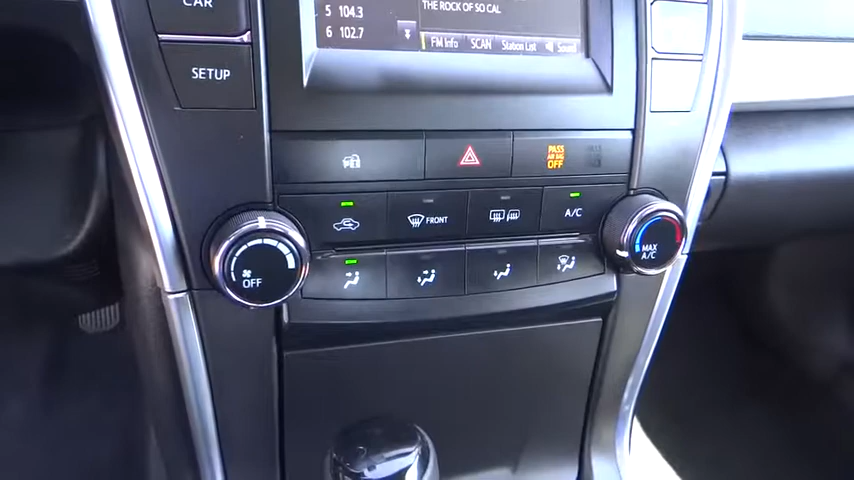 CAR
SETUP
5 104.3
6 102.7
(THE ROCK OF SO CAL)
FM Info
SCAN
Station List
Sound
PASS
AIR BAG
OFF
FRONT
A/C
OFF
MAX
A/C